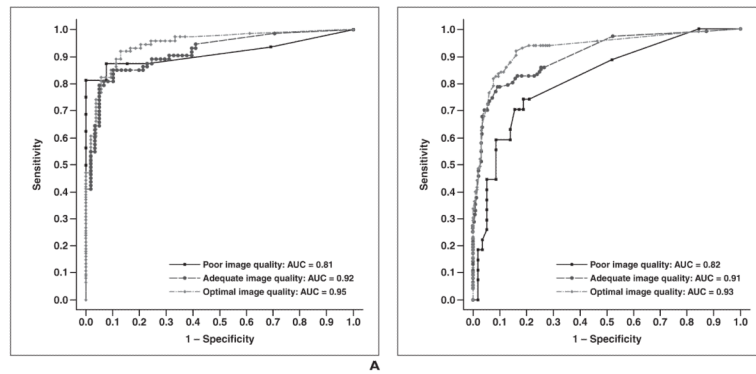 1.0
0.9
0.8
0.7
0.6
0.5
0.4
0.3
0.2
0.1
0.0
Sensitivity
Poor image quality: AUC = 0.81
Adequate image quality: AUC = 0.92
Optimal image quality: AUC = 0.95
0.0 0.1 0.2 0.3 0.4 0.5 0.6 0.7 0.8 0.9 1.0
1 – Specificity
1.0
0.9
0.8
0.7
0.6
0.5
0.4
0.3
0.2
0.1
0.0
Sensitivity
Poor image quality: AUC = 0.82
Adequate image quality: AUC = 0.91
Optimal image quality: AUC = 0.93
0.0 0.1 0.2 0.3 0.4 0.5 0.6 0.7 0.8 0.9 1.0
1 – Specificity
A